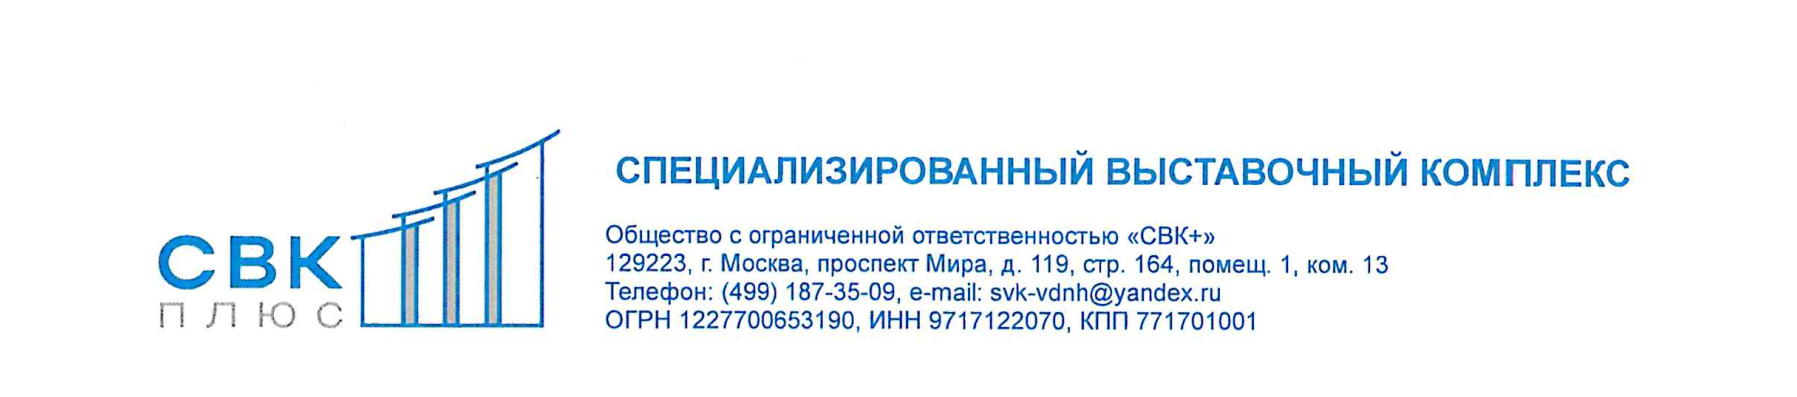 СВК
ПЛЮС
СПЕЦИАЛИЗИРОВАННЫЙ ВЫСТАВОЧНЫЙ КОМПЛЕКС
Общество с ограниченной ответственностью «СВК+»
129223, г. Москва, проспект Мира, д. 119, стр. 164, помещ. 1, ком. 13
Телефон: (499) 187-35-09, e-mail: svk-vdnh@yandex.ru
ОГРН 1227700653190, ИНН 9717122070, КПП 771701001